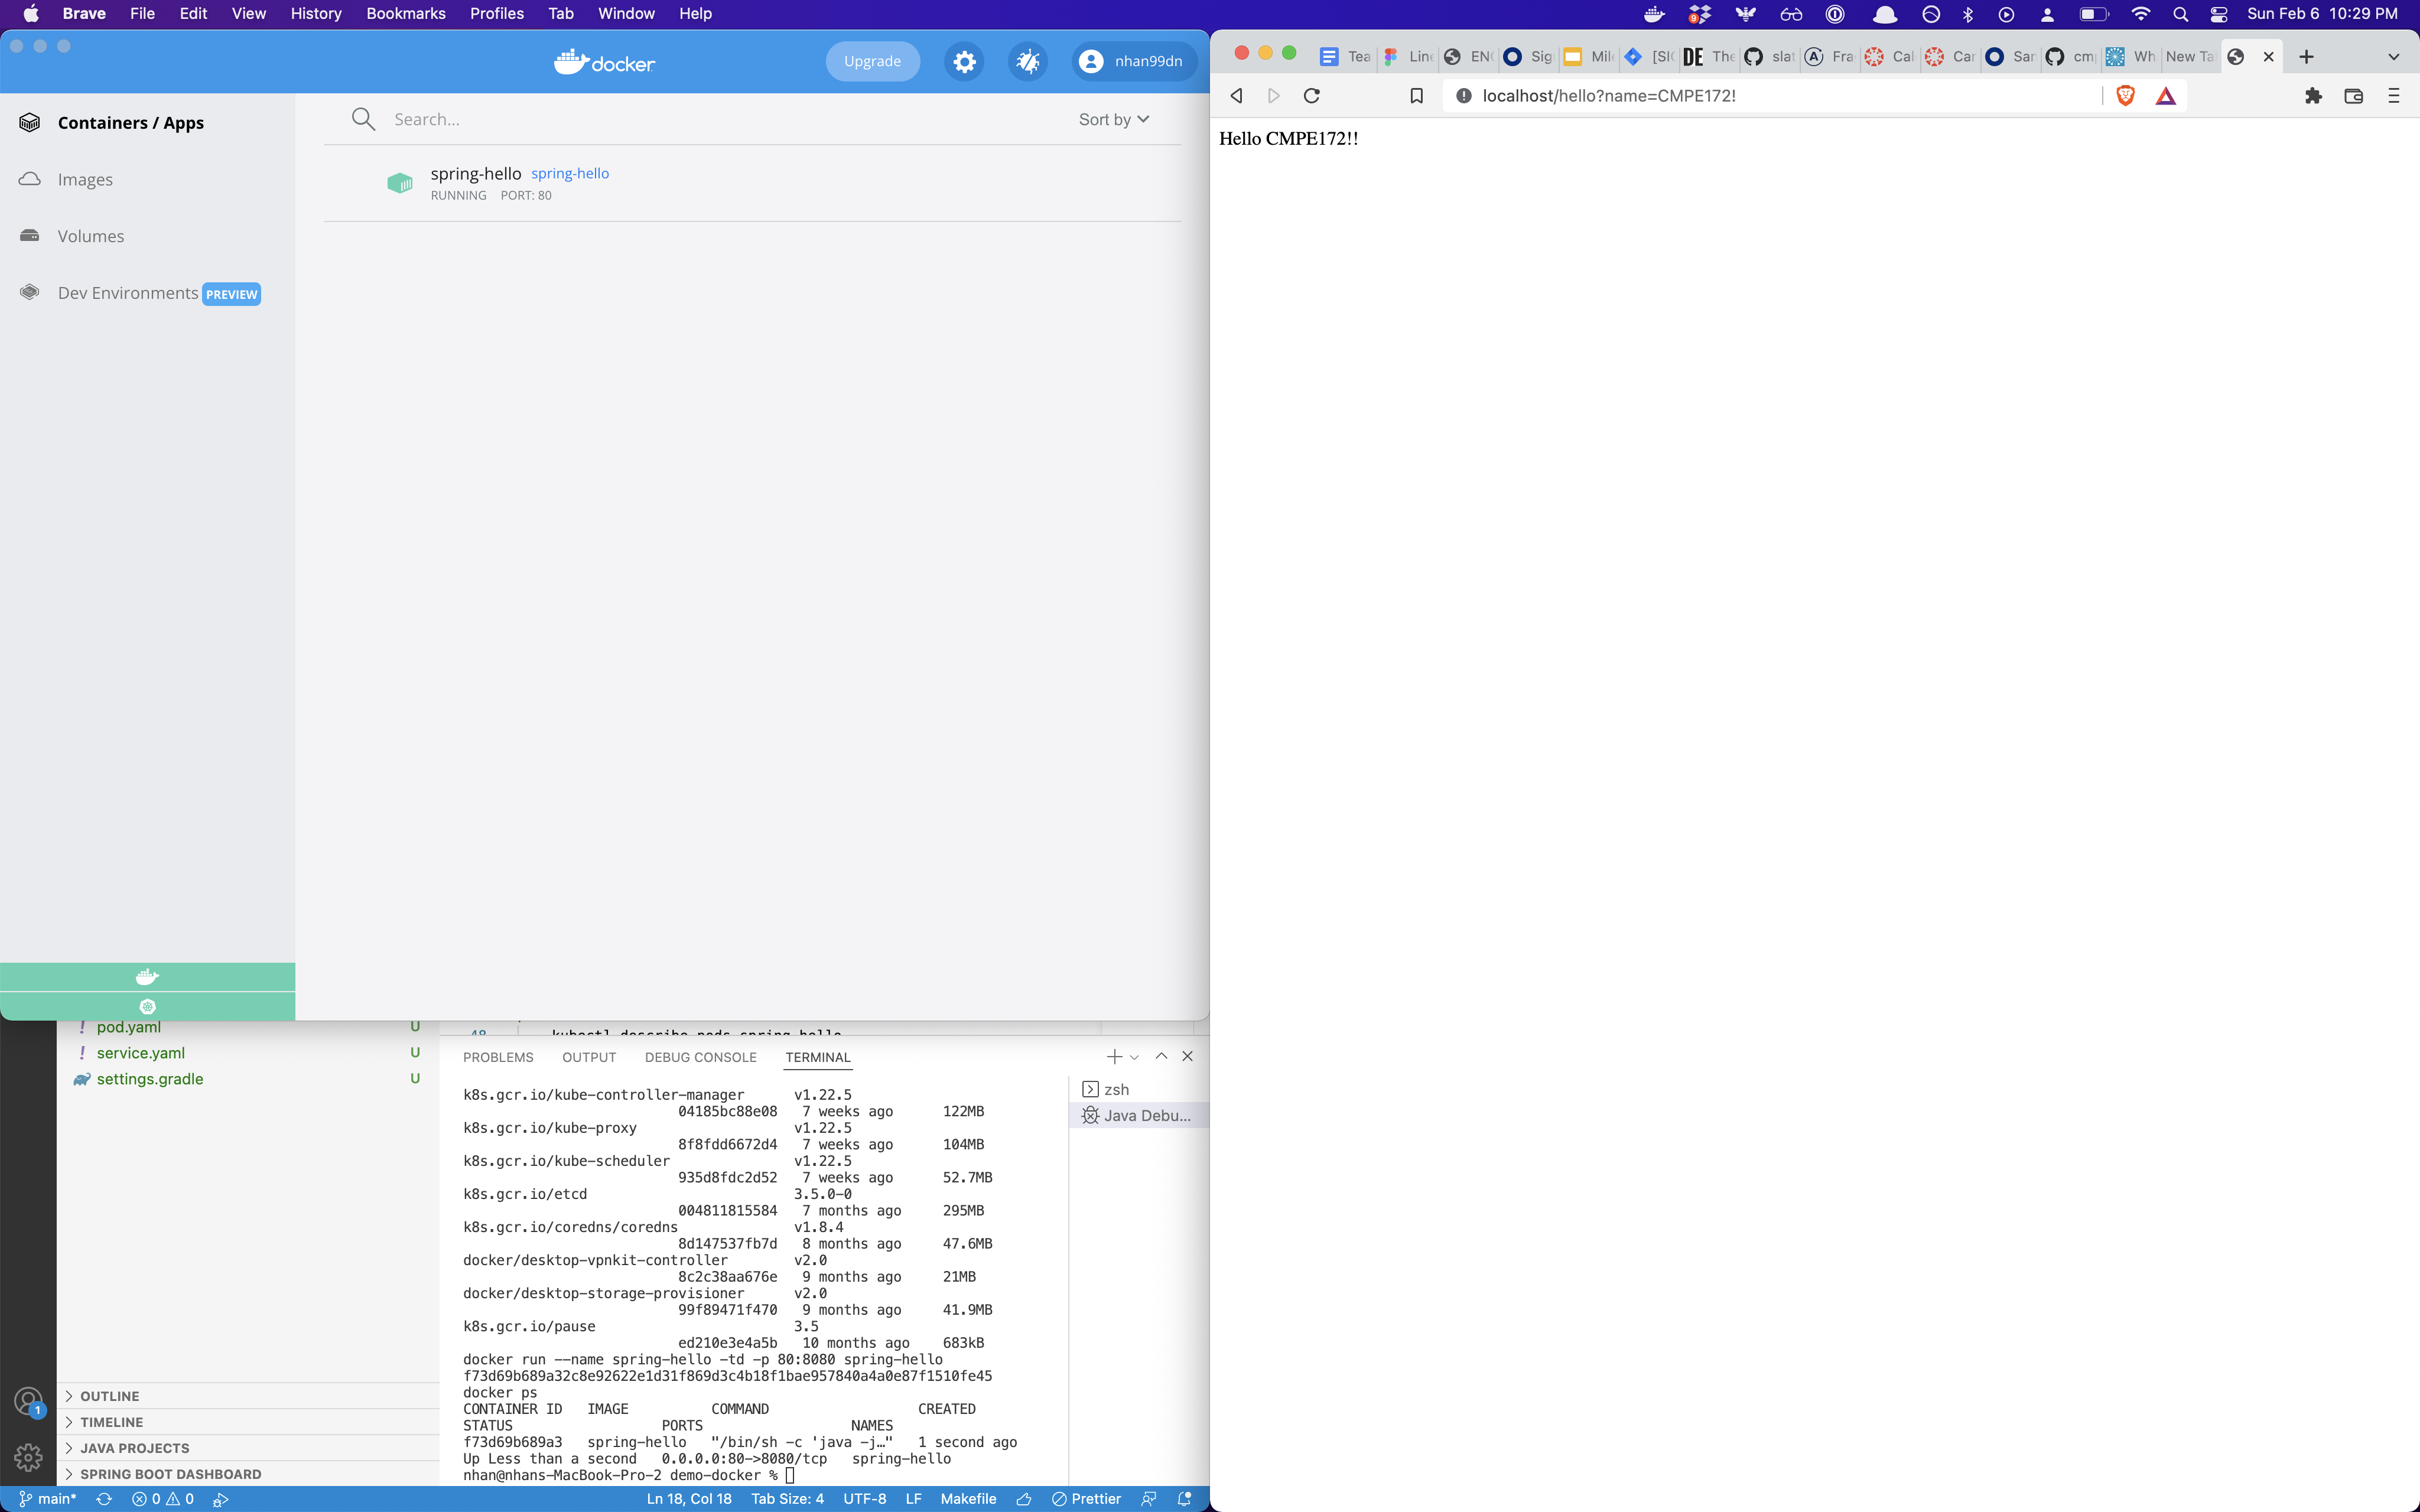 Brave File Edit View History Bookmarks Profiles Tab Window Help
9
Sun Feb 6 10:29 PM
docker
Upgrade
nhan99dn
Containers / Apps
Images
Volumes
Dev Environments PREVIEW
Search...
Sort by
spring-hello spring-hello
RUNNING PORT: 80
Tea Line EN Sig Mile [SI DE The slat Fra Cal Car Sar cm Wh New Ta
localhost/hello?name=CMPE172!
Hello CMPE172!!
! pod.yaml U
! service.yaml U
settings.gradle U
OUTLINE
TIMELINE
JAVA PROJECTS
SPRING BOOT DASHBOARD
1
48 kubectl describe pods spring-hello
PROBLEMS OUTPUT DEBUG CONSOLE TERMINAL
zsh
Java Debu...
k8s.gcr.io/kube-controller-manager v1.22.5
04185bc88e08 7 weeks ago 122MB
k8s.gcr.io/kube-proxy v1.22.5
8f8fdd6672d4 7 weeks ago 104MB
k8s.gcr.io/kube-scheduler v1.22.5
935d8fdc2d52 7 weeks ago 52.7MB
k8s.gcr.io/etcd 3.5.0-0
004811815584 7 months ago 295MB
k8s.gcr.io/coredns/coredns v1.8.4
8d147537fb7d 8 months ago 47.6MB
docker/desktop-vpnkit-controller v2.0
8c2c38aa676e 9 months ago 21MB
docker/desktop-storage-provisioner v2.0
99f89471f470 9 months ago 41.9MB
k8s.gcr.io/pause 3.5
ed210e3e4a5b 10 months ago 683kB
docker run --name spring-hello -td -p 80:8080 spring-hello
f73d69b689a32c8e92622e1d31f869d3c4b18f1bae957840a4a0e87f1510fe45
docker ps
CONTAINER ID IMAGE COMMAND CREATED
STATUS PORTS NAMES
f73d69b689a3 spring-hello "/bin/sh -c 'java -j…" 1 second ago
Up Less than a second 0.0.0.0:80->8080/tcp spring-hello
nhan@nhans-MacBook-Pro-2 demo-docker %
main* 0 0 Ln 18, Col 18 Tab Size: 4 UTF-8 LF Makefile Prettier